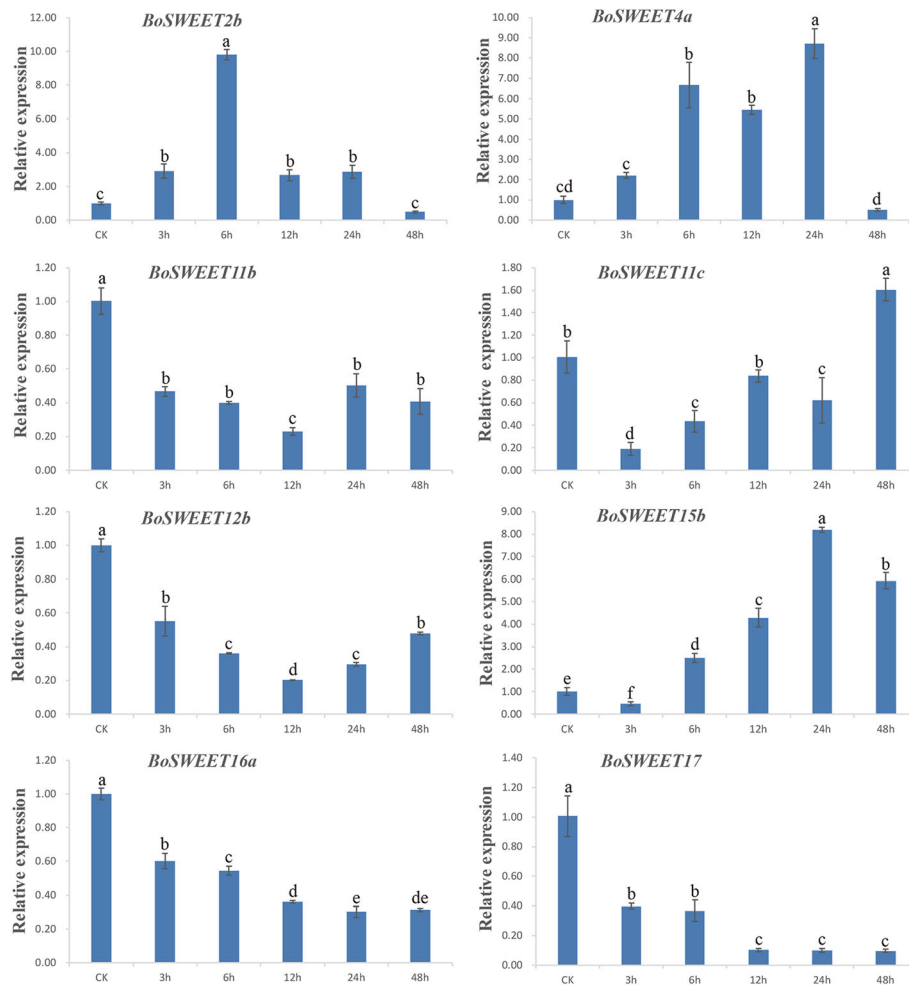 BoSWEET2b
Relative expression
12.00
10.00
8.00
6.00
4.00
2.00
0.00
c
b
a
b
b
c
CK 3h 6h 12h 24h 48h
BoSWEET4a
Relative expression
10.00
9.00
8.00
7.00
6.00
5.00
4.00
3.00
2.00
1.00
0.00
cd
c
b
b
a
d
CK 3h 6h 12h 24h 48h
BoSWEET11b
Relative expression
1.20
1.00
0.80
0.60
0.40
0.20
0.00
a
b
b
c
b
b
CK 3h 6h 12h 24h 48h
BoSWEET11c
Relative expression
1.80
1.60
1.40
1.20
1.00
0.80
0.60
0.40
0.20
0.00
b
d
c
b
c
a
CK 3h 6h 12h 24h 48h
BoSWEET12b
Relative expression
1.20
1.00
0.80
0.60
0.40
0.20
0.00
a
b
c
d
c
b
CK 3h 6h 12h 24h 48h
BoSWEET15b
Relative expression
9.00
8.00
7.00
6.00
5.00
4.00
3.00
2.00
1.00
0.00
e
f
d
c
a
b
CK 3h 6h 12h 24h 48h
BoSWEET16a
Relative expression
1.20
1.00
0.80
0.60
0.40
0.20
0.00
a
b
c
d
e
de
CK 3h 6h 12h 24h 48h
BoSWEET17
Relative expression
1.40
1.20
1.00
0.80
0.60
0.40
0.20
0.00
a
b
b
c
c
c
CK 3h 6h 12h 24h 48h